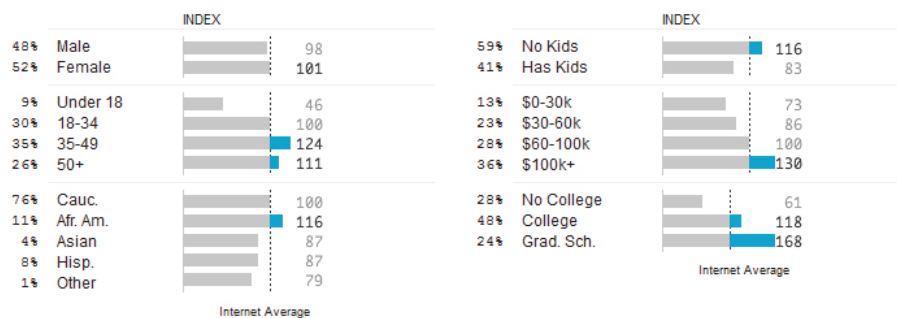 INDEX
48% Male 98
52% Female 101
9% Under 18 46
30% 18-34 100
35% 35-49 124
26% 50+ 111
76% Cauc. 100
11% Afr. Am. 116
4% Asian 87
8% Hisp. 87
1% Other 79
Internet Average
INDEX
59% No Kids 116
41% Has Kids 83
13% $0-30k 73
23% $30-60k 86
28% $60-100k 100
36% $100k+ 130
28% No College 61
48% College 118
24% Grad. Sch. 168
Internet Average